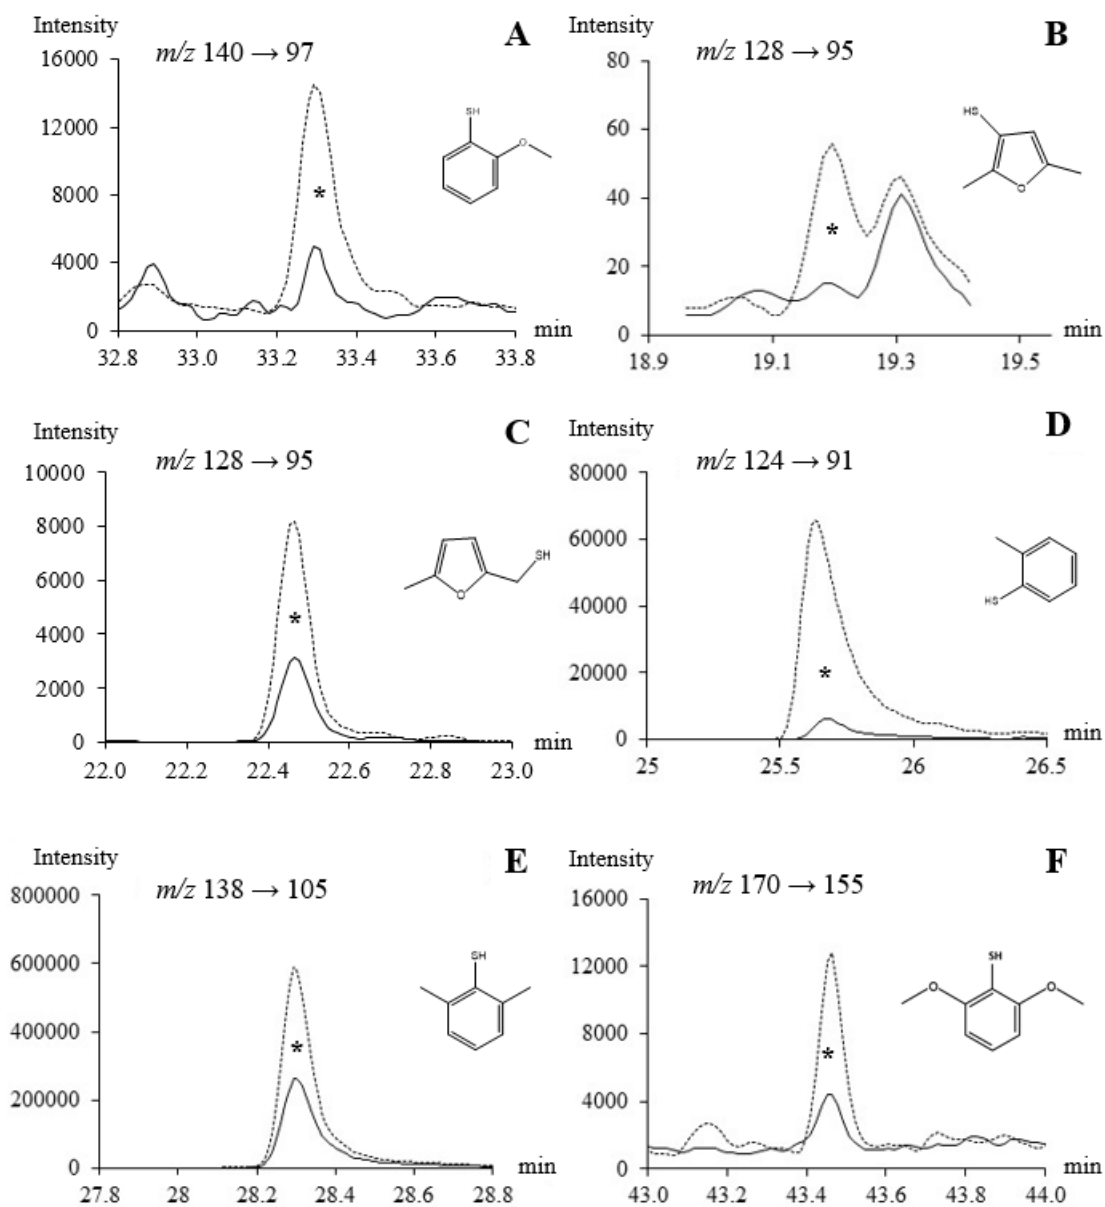 Intensity
A
m/z 140 → 97
16000
12000
8000
4000
0
SH
O
*
min
32.8 33.0 33.2 33.4 33.6 33.8
Intensity
B
m/z 128 → 95
80
60
40
20
0
HS
O
*
min
18.9 19.1 19.3 19.5
Intensity
C
m/z 128 → 95
10000
8000
6000
4000
2000
0
SH
O
*
min
22.0 22.2 22.4 22.6 22.8 23.0
Intensity
D
m/z 124 → 91
80000
60000
40000
20000
0
HS
*
min
25 25.5 26 26.5
Intensity
E
m/z 138 → 105
800000
600000
400000
200000
0
SH
*
min
27.8 28 28.2 28.4 28.6 28.8
Intensity
F
m/z 170 → 155
16000
12000
8000
4000
0
SH
O O
*
min
43.0 43.2 43.4 43.6 43.8 44.0